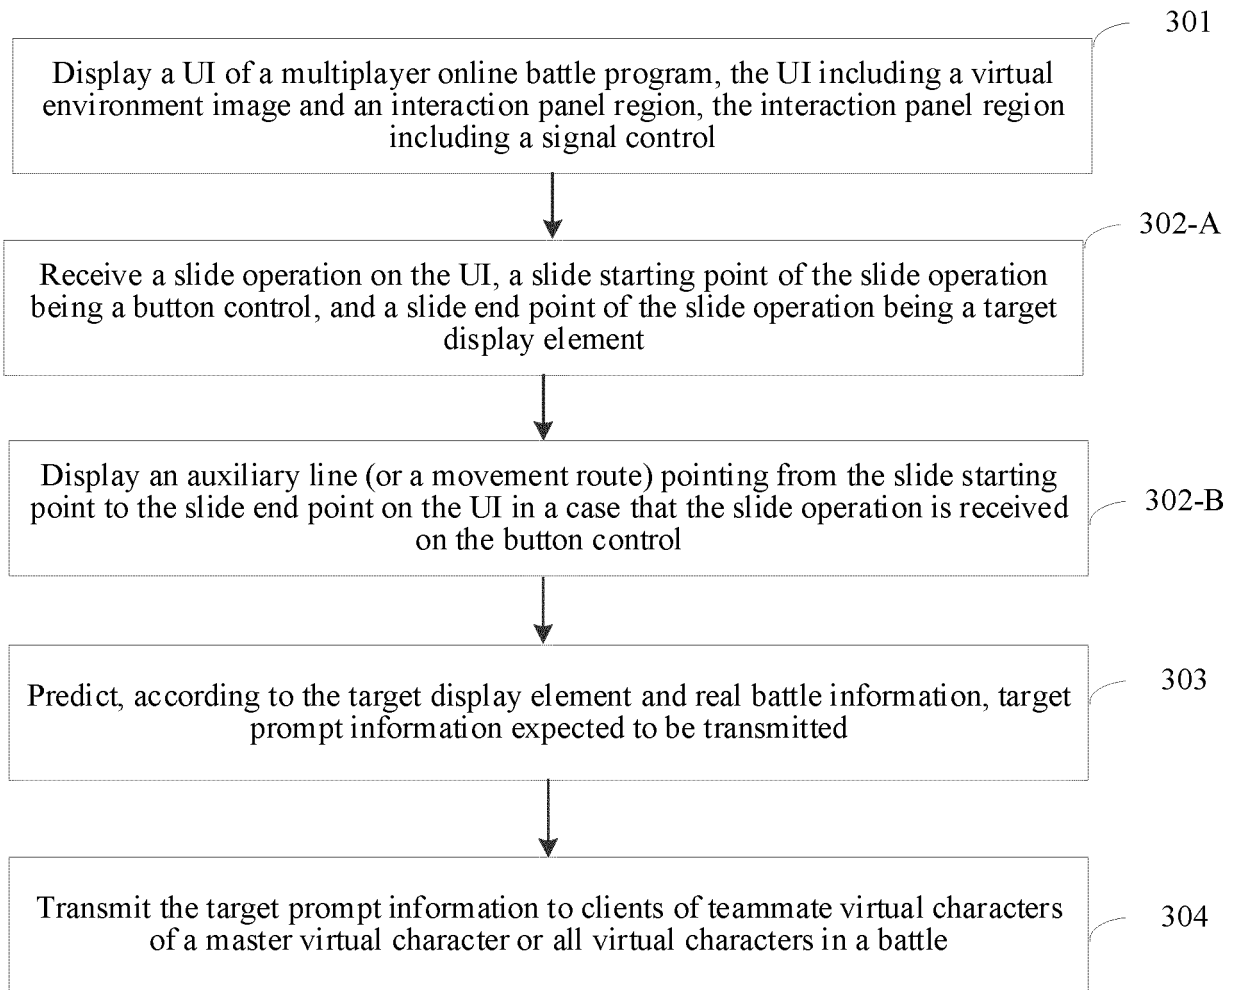 301
Display a UI of a multiplayer online battle program, the UI including a virtual
environment image and an interaction panel region, the interaction panel region
including a signal control
302-A
Receive a slide operation on the UI, a slide starting point of the slide operation
being a button control, and a slide end point of the slide operation being a target
display element
302-B
Display an auxiliary line (or a movement route) pointing from the slide starting
point to the slide end point on the UI in a case that the slide operation is received
on the button control
303
Predict, according to the target display element and real battle information, target
prompt information expected to be transmitted
304
Transmit the target prompt information to clients of teammate virtual characters
of a master virtual character or all virtual characters in a battle